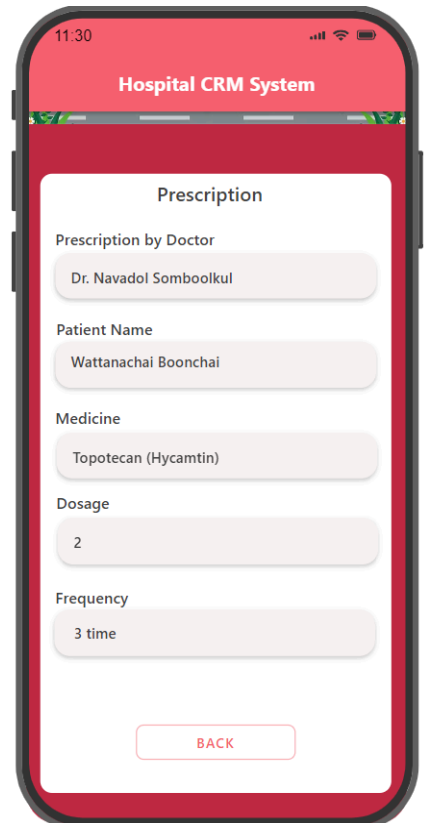 11:30
Hospital CRM System
Prescription
Prescription by Doctor
Dr. Navadol Somboolkul
Patient Name
Wattanachai Boonchai
Medicine
Topotecan (Hycamtin)
Dosage
2
Frequency
3 time
BACK